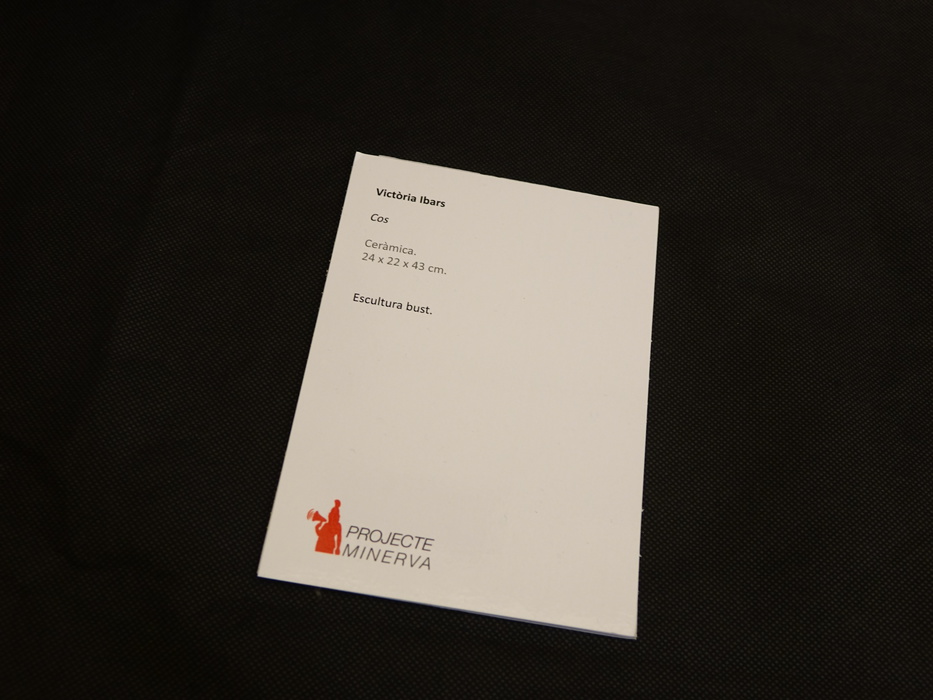 Victòria Ibars
Cos
Ceràmica.
24 x 22 x 43 cm.
Escultura bust.
PROJECTE
MINERVA